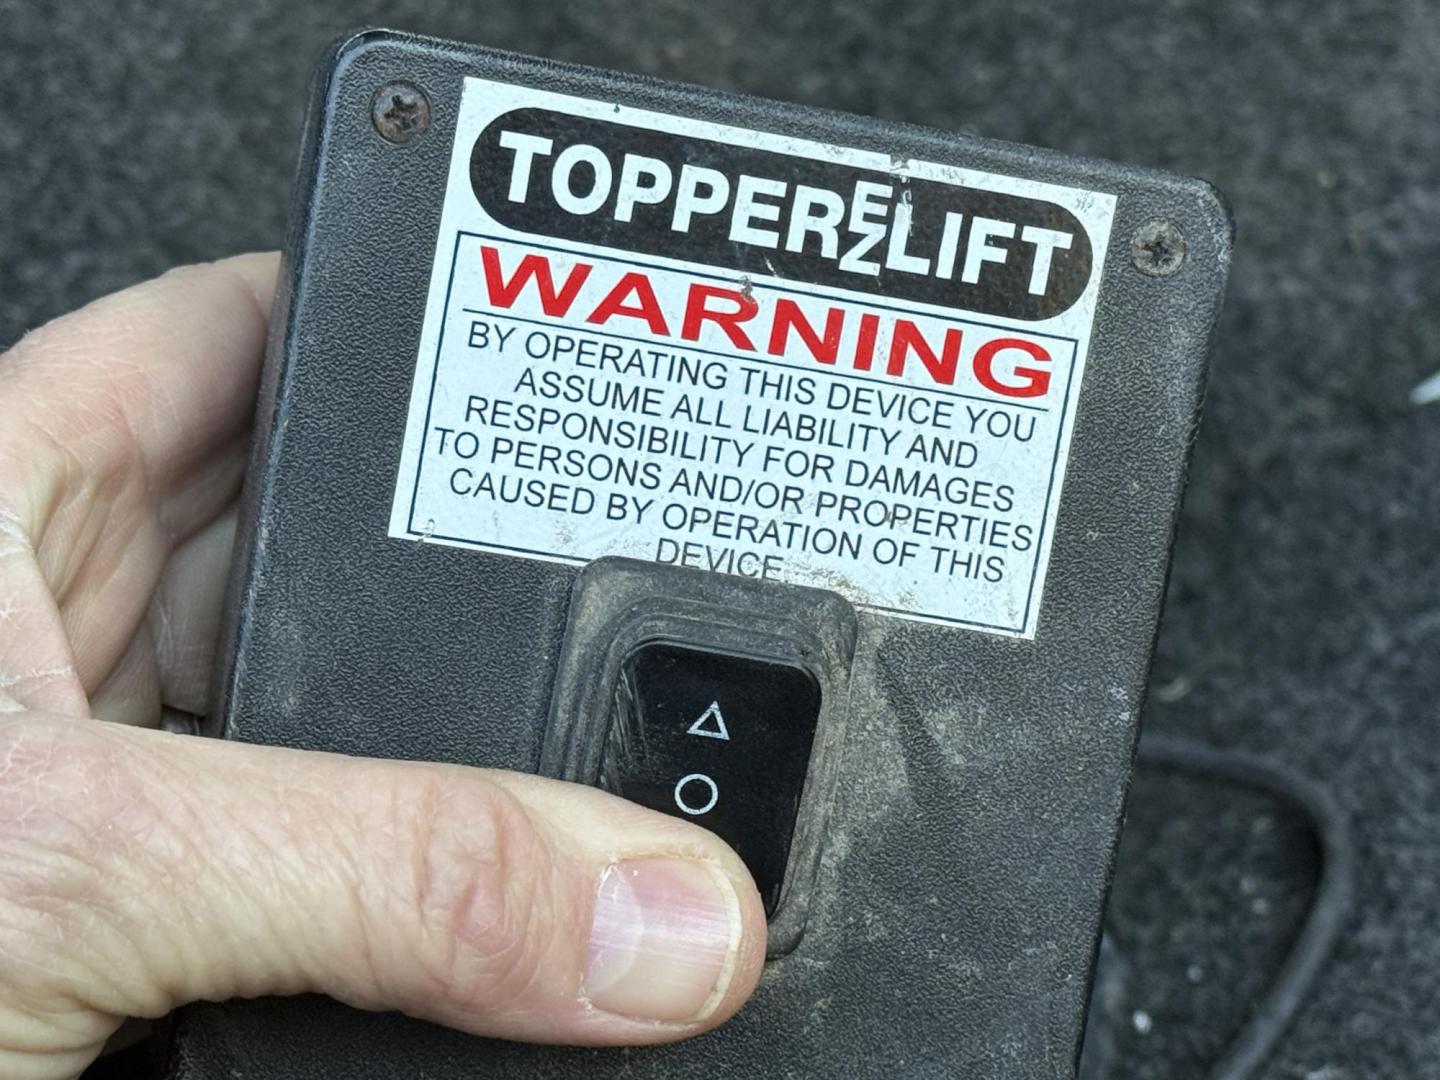 TOPPER EZ LIFT
WARNING
BY OPERATING THIS DEVICE YOU
ASSUME ALL LIABILITY AND
RESPONSIBILITY FOR DAMAGES
TO PERSONS AND/OR PROPERTIES
CAUSED BY OPERATION OF THIS
DEVICE